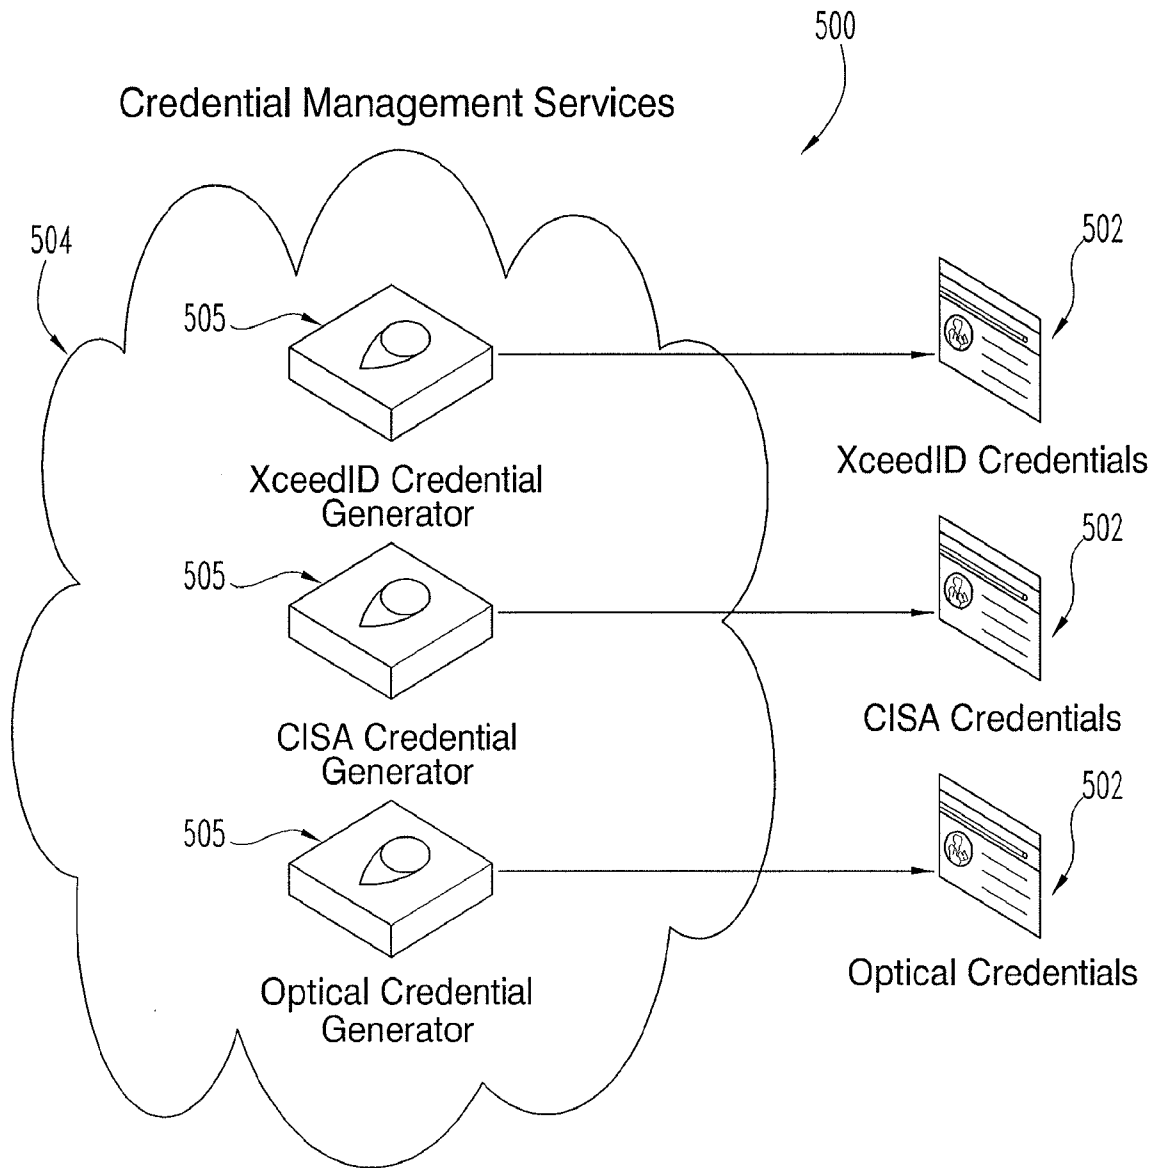 500
Credential Management Services
504
502
505
XceedID Credentials
XceedID Credential
Generator
502
505
CISA Credentials
CISA Credential
Generator
502
505
Optical Credentials
Optical Credential
Generator